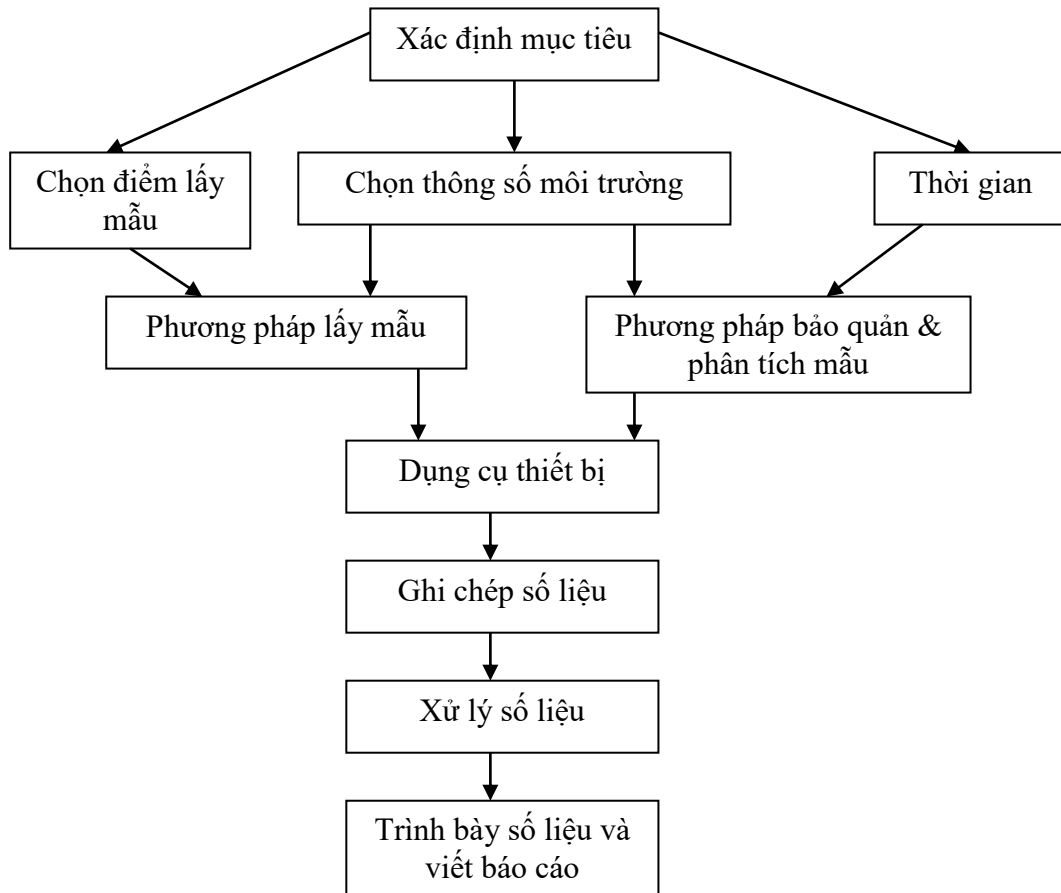 Xác định mục tiêu
Chọn điểm lấy
mẫu
Chọn thông số môi trường
Thời gian
Phương pháp lấy mẫu
Phương pháp bảo quản &
phân tích mẫu
Dụng cụ thiết bị
Ghi chép số liệu
Xử lý số liệu
Trình bày số liệu và
viết báo cáo